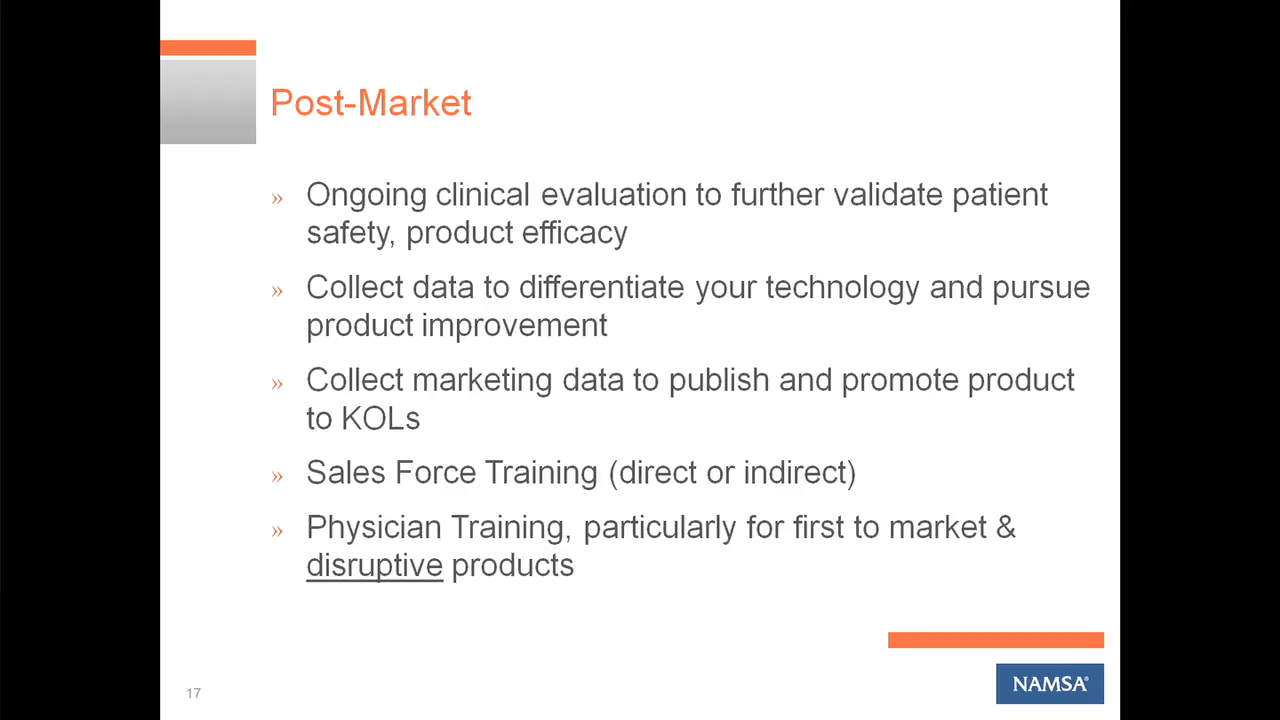 Post-Market
» Ongoing clinical evaluation to further validate patient
safety, product efficacy
» Collect data to differentiate your technology and pursue
product improvement
» Collect marketing data to publish and promote product
to KOLs
» Sales Force Training (direct or indirect)
» Physician Training, particularly for first to market &
disruptive products
17
NAMSA®